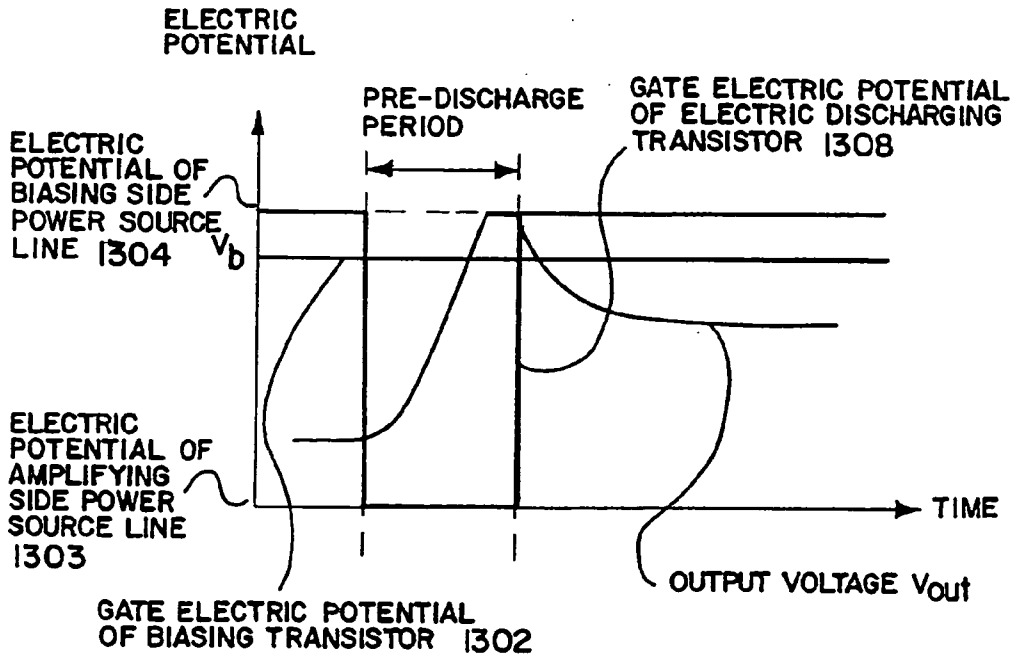 ELECTRIC
POTENTIAL
PRE-DISCHARGE
PERIOD
GATE ELECTRIC POTENTIAL
OF ELECTRIC DISCHARGING
TRANSISTOR 1308
ELECTRIC
POTENTIAL OF
BIASING SIDE
POWER SOURCE
LINE 1304
Vb
ELECTRIC
POTENTIAL OF
AMPLIFYING
SIDE POWER
SOURCE LINE
1303
TIME
OUTPUT VOLTAGE Vout
GATE ELECTRIC POTENTIAL
OF BIASING TRANSISTOR 1302